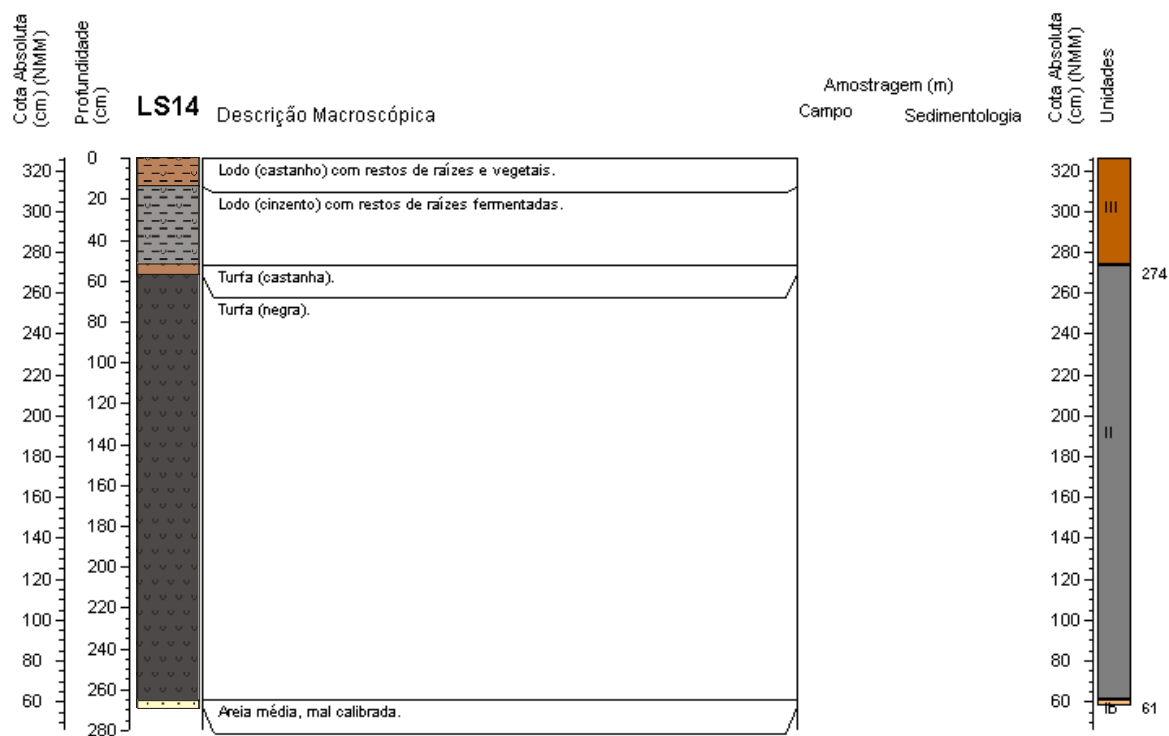 Cota Absoluta
(cm) (NMM)
Profundidade
(cm)
LS14
Descrição Macroscópica
Amostragem (m)
Campo
Sedimentologia
Cota Absoluta
(cm) (NMM)
Unidades
320
300
280
260
240
220
200
180
160
140
120
100
80
60
0
20
40
60
80
100
120
140
160
180
200
220
240
260
280
Lodo (castanho) com restos de raízes e vegetais.
Lodo (cinzento) com restos de raízes fermentadas.
Turfa (castanha).
Turfa (negra).
Areia média, mal calibrada.
320
300
280
260
240
220
200
180
160
140
120
100
80
60
III
274
II
Ib
61